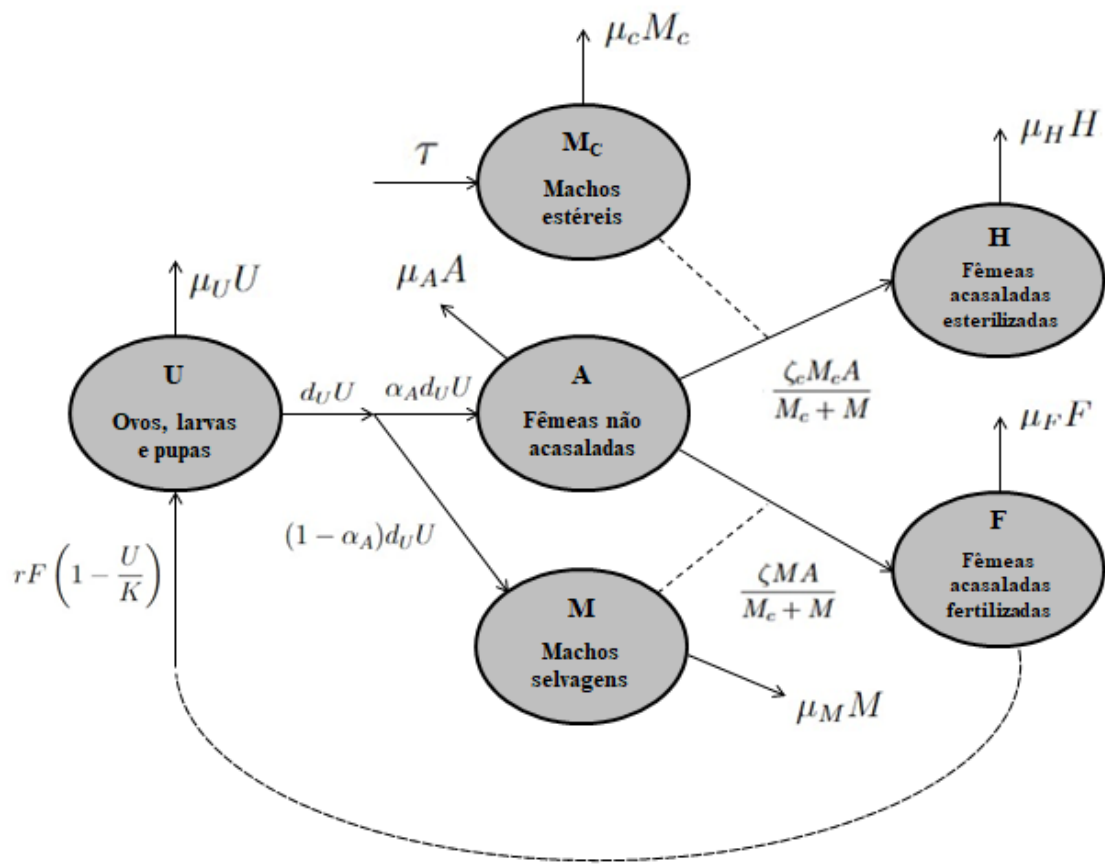 μ_c M_c
τ
M_C
Machos
estéreis
μ_H H
H
Fêmeas
acasaladas
esterilizadas
μ_A A
μ_U U
U
Ovos, larvas
e pupas
d_U U
α_A d_U U
A
Fêmeas não
acasaladas
ζ_c M_c A
M_c + M
μ_F F
F
Fêmeas
acasaladas
fertilizadas
(1 − α_A)d_U U
rF(1 − U/K)
ζMA
M_c + M
M
Machos
selvagens
μ_M M